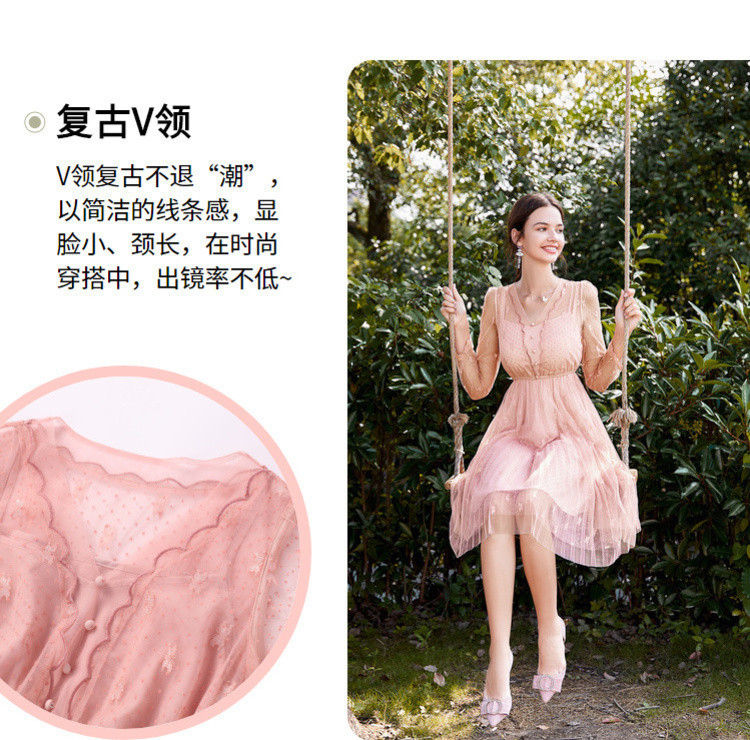 复古V领
V领复古不退“潮”，
以简洁的线条感，显
脸小、颈长，在时尚
穿搭中，出镜率不低~